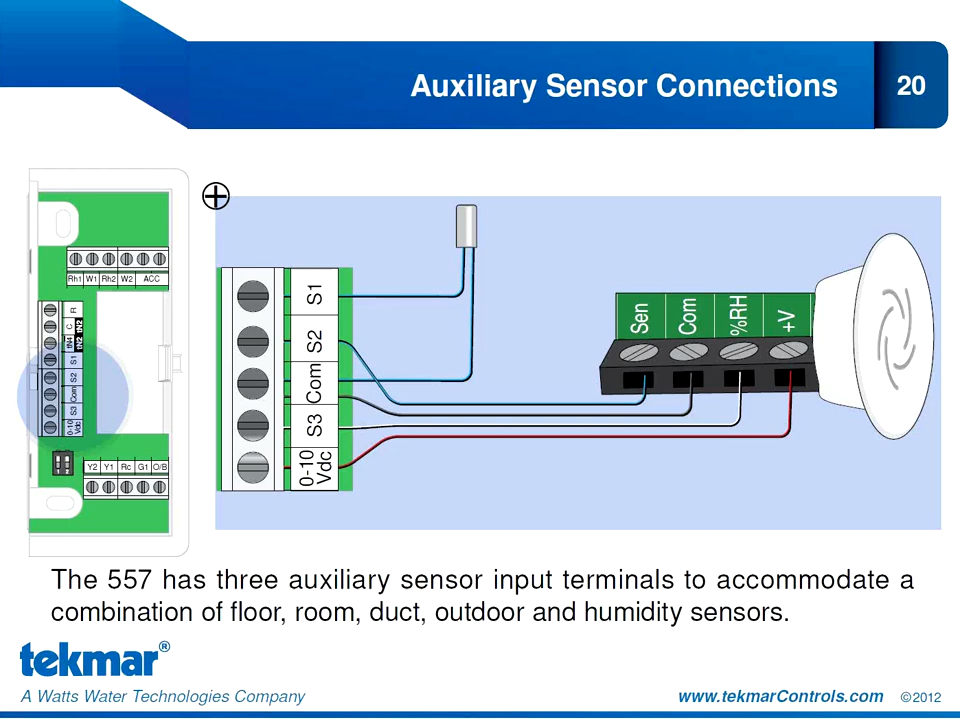 Auxiliary Sensor Connections
20
Rh1 W1 Rh2 W2 ACC
R
C tN2
tN4 tN2
S1
S2
Com
S3
0-10 Vdc
Y2 Y1 Rc G1 O/B
S1
S2
Com
S3
0-10
Vdc
Sen Com %RH +V
The 557 has three auxiliary sensor input terminals to accommodate a
combination of floor, room, duct, outdoor and humidity sensors.
tekmar®
A Watts Water Technologies Company
www.tekmarControls.com ©2012